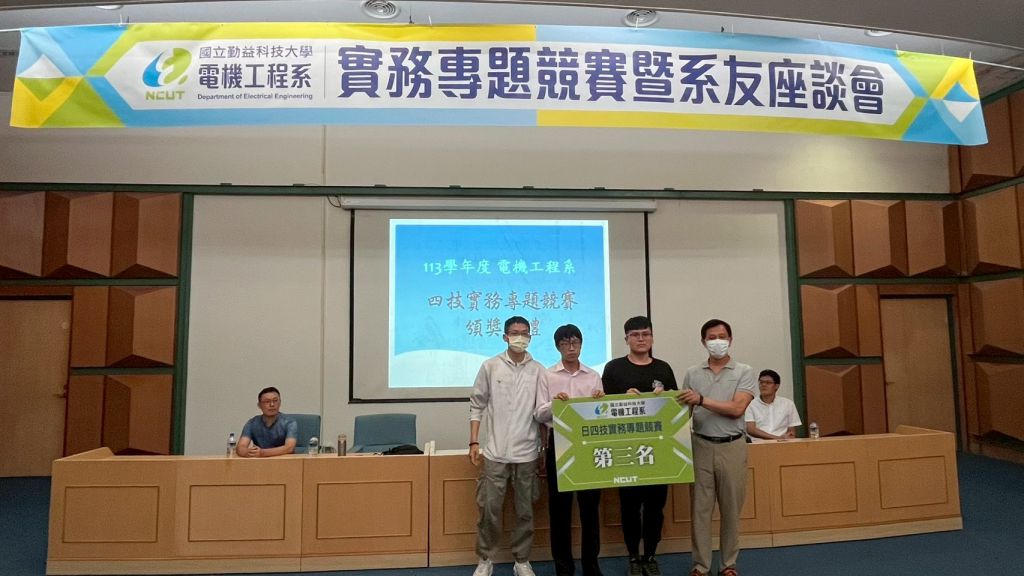 國立勤益科技大學
電機工程系
Department of Electrical Engineering
NCUT
實務專題競賽暨系友座談會
113學年度 電機工程系
四技實務專題競賽
頒獎
禮
國立勤益科技大學
電機工程系
日四技實務專題競賽
第三名
NCUT